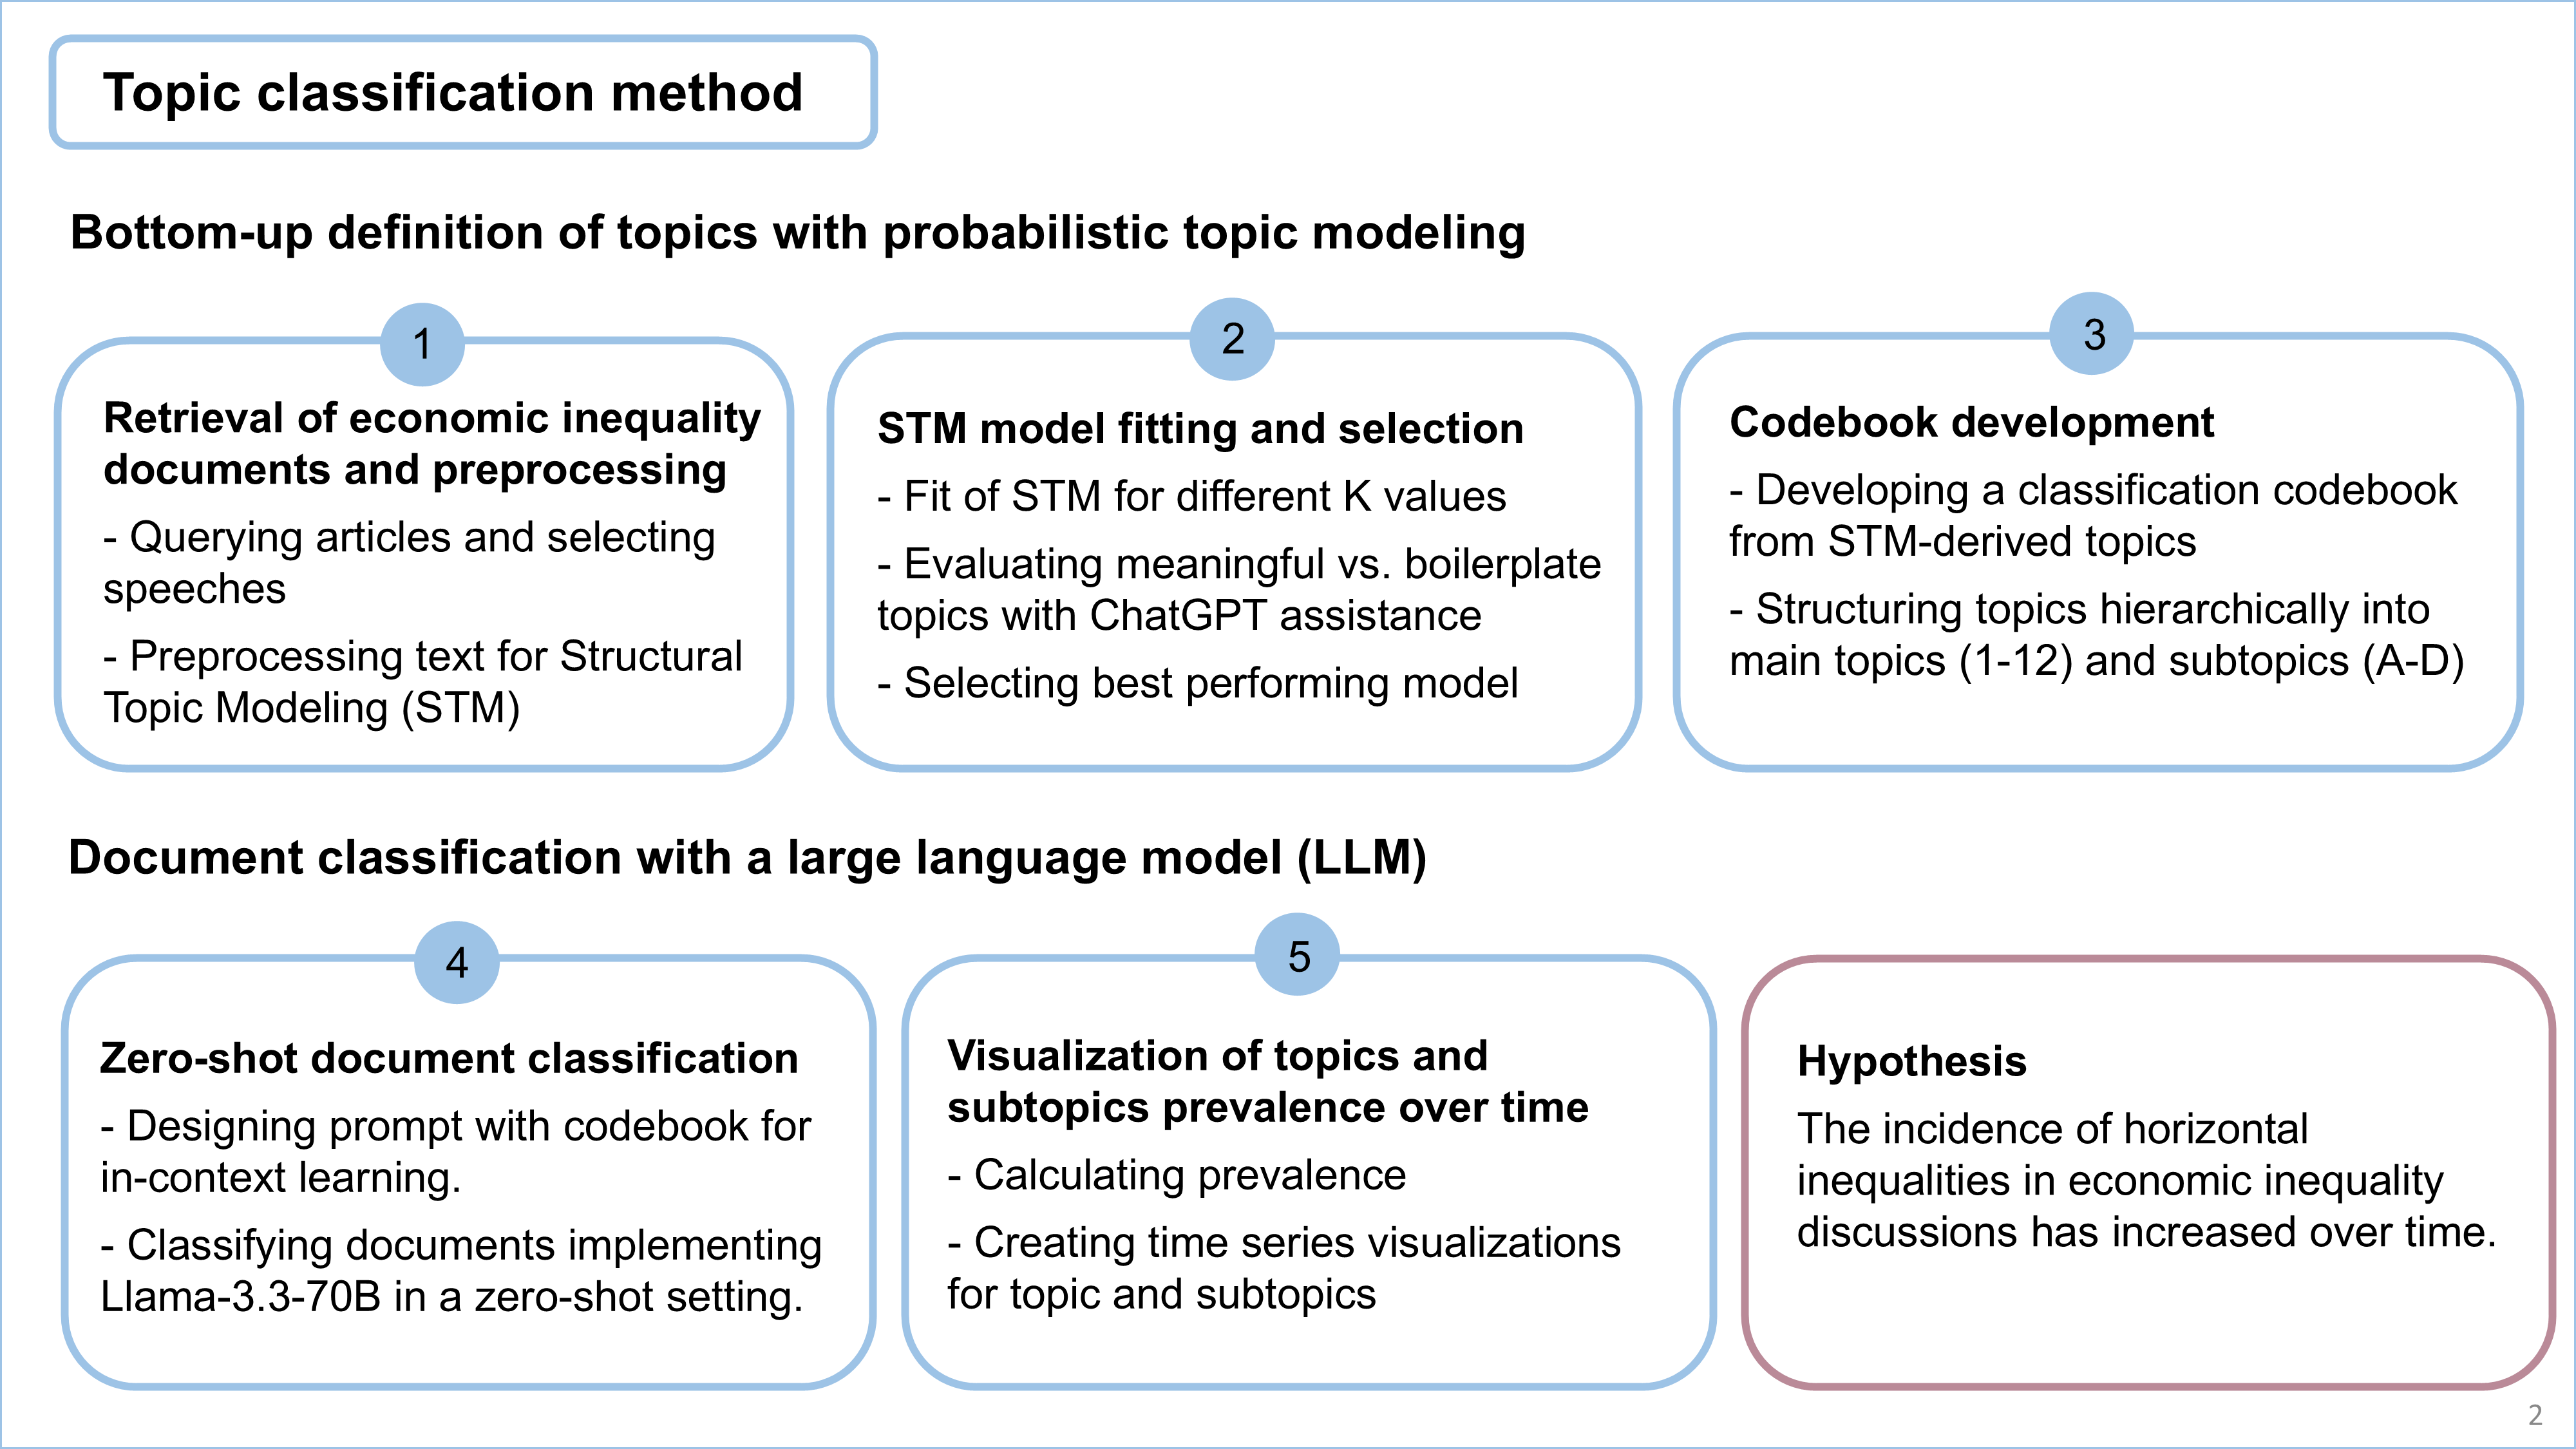 Topic classification method
Bottom-up definition of topics with probabilistic topic modeling
1
Retrieval of economic inequality
documents and preprocessing
- Querying articles and selecting
speeches
- Preprocessing text for Structural
Topic Modeling (STM)
2
STM model fitting and selection
- Fit of STM for different K values
- Evaluating meaningful vs. boilerplate
topics with ChatGPT assistance
- Selecting best performing model
3
Codebook development
- Developing a classification codebook
from STM-derived topics
- Structuring topics hierarchically into
main topics (1-12) and subtopics (A-D)
Document classification with a large language model (LLM)
4
Zero-shot document classification
- Designing prompt with codebook for
in-context learning.
- Classifying documents implementing
Llama-3.3-70B in a zero-shot setting.
5
Visualization of topics and
subtopics prevalence over time
- Calculating prevalence
- Creating time series visualizations
for topic and subtopics
Hypothesis
The incidence of horizontal
inequalities in economic inequality
discussions has increased over time.
2